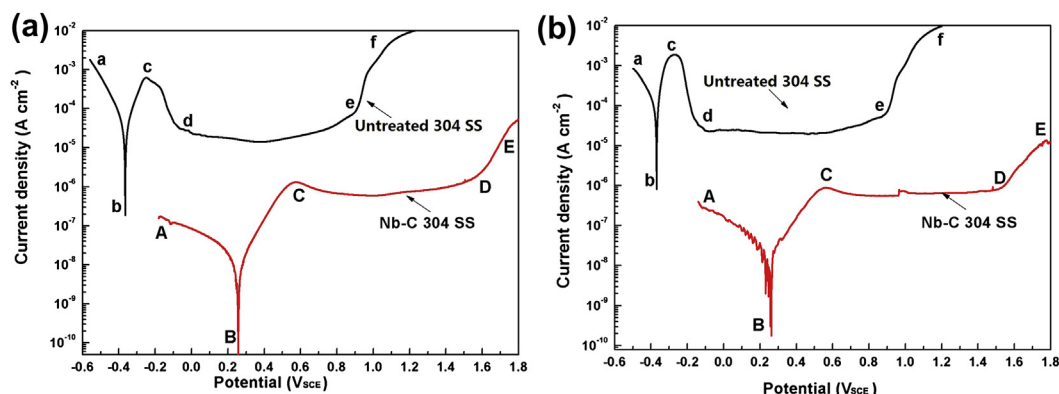 (a)
10⁻²
10⁻³
10⁻⁴
10⁻⁵
10⁻⁶
10⁻⁷
10⁻⁸
10⁻⁹
10⁻¹⁰
Current density (A cm⁻²)
a
b
c
d
e
f
Untreated 304 SS
A
B
C
D
E
Nb-C 304 SS
-0.6 -0.4 -0.2 0.0 0.2 0.4 0.6 0.8 1.0 1.2 1.4 1.6 1.8
Potential (VSCE)
(b)
10⁻²
10⁻³
10⁻⁴
10⁻⁵
10⁻⁶
10⁻⁷
10⁻⁸
10⁻⁹
10⁻¹⁰
Current density (A cm⁻²)
a
b
c
d
e
f
Untreated 304 SS
A
B
C
D
E
Nb-C 304 SS
-0.6 -0.4 -0.2 0.0 0.2 0.4 0.6 0.8 1.0 1.2 1.4 1.6 1.8
Potential (VSCE)